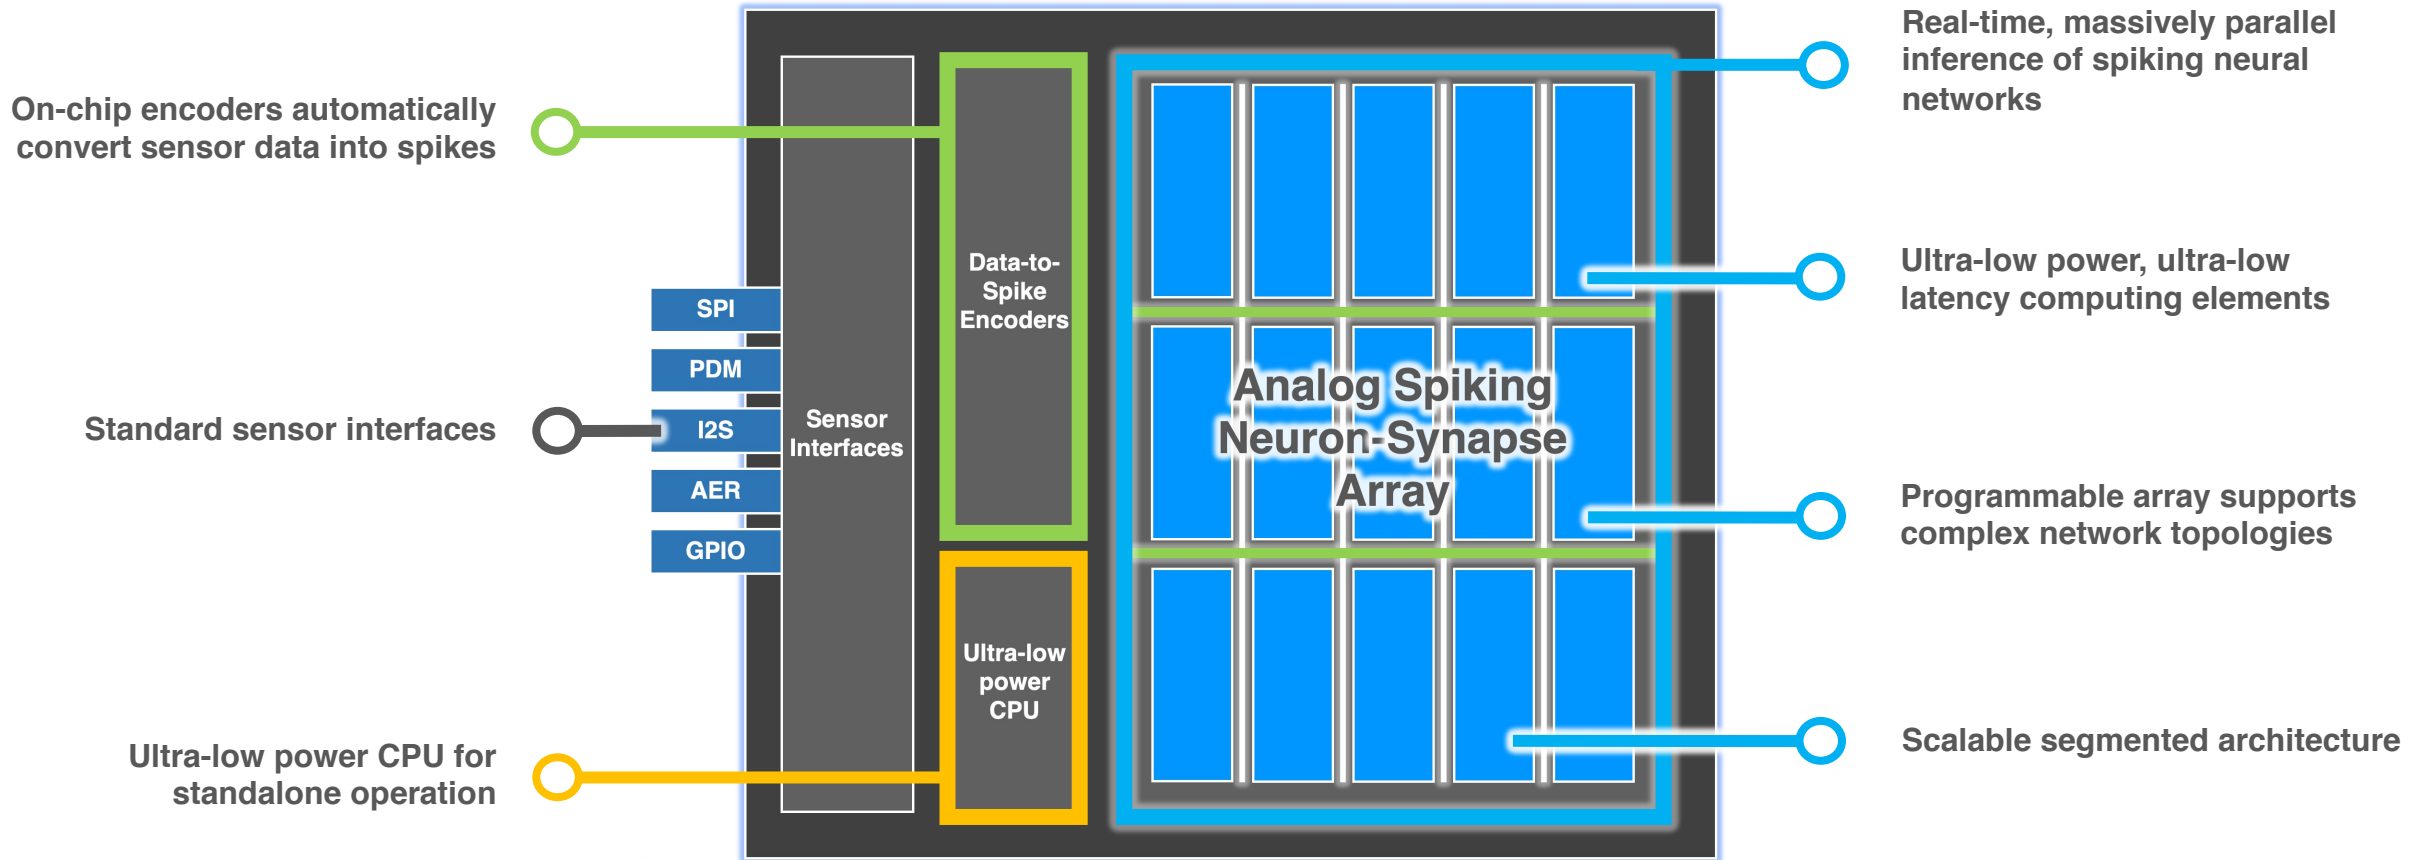 On-chip encoders automatically
convert sensor data into spikes
Standard sensor interfaces
Ultra-low power CPU for
standalone operation
SPI
PDM
I2S
AER
GPIO
Sensor
Interfaces
Data-to-
Spike
Encoders
Ultra-low
power
CPU
Analog Spiking
Neuron-Synapse
Array
Real-time, massively parallel
inference of spiking neural
networks
Ultra-low power, ultra-low
latency computing elements
Programmable array supports
complex network topologies
Scalable segmented architecture